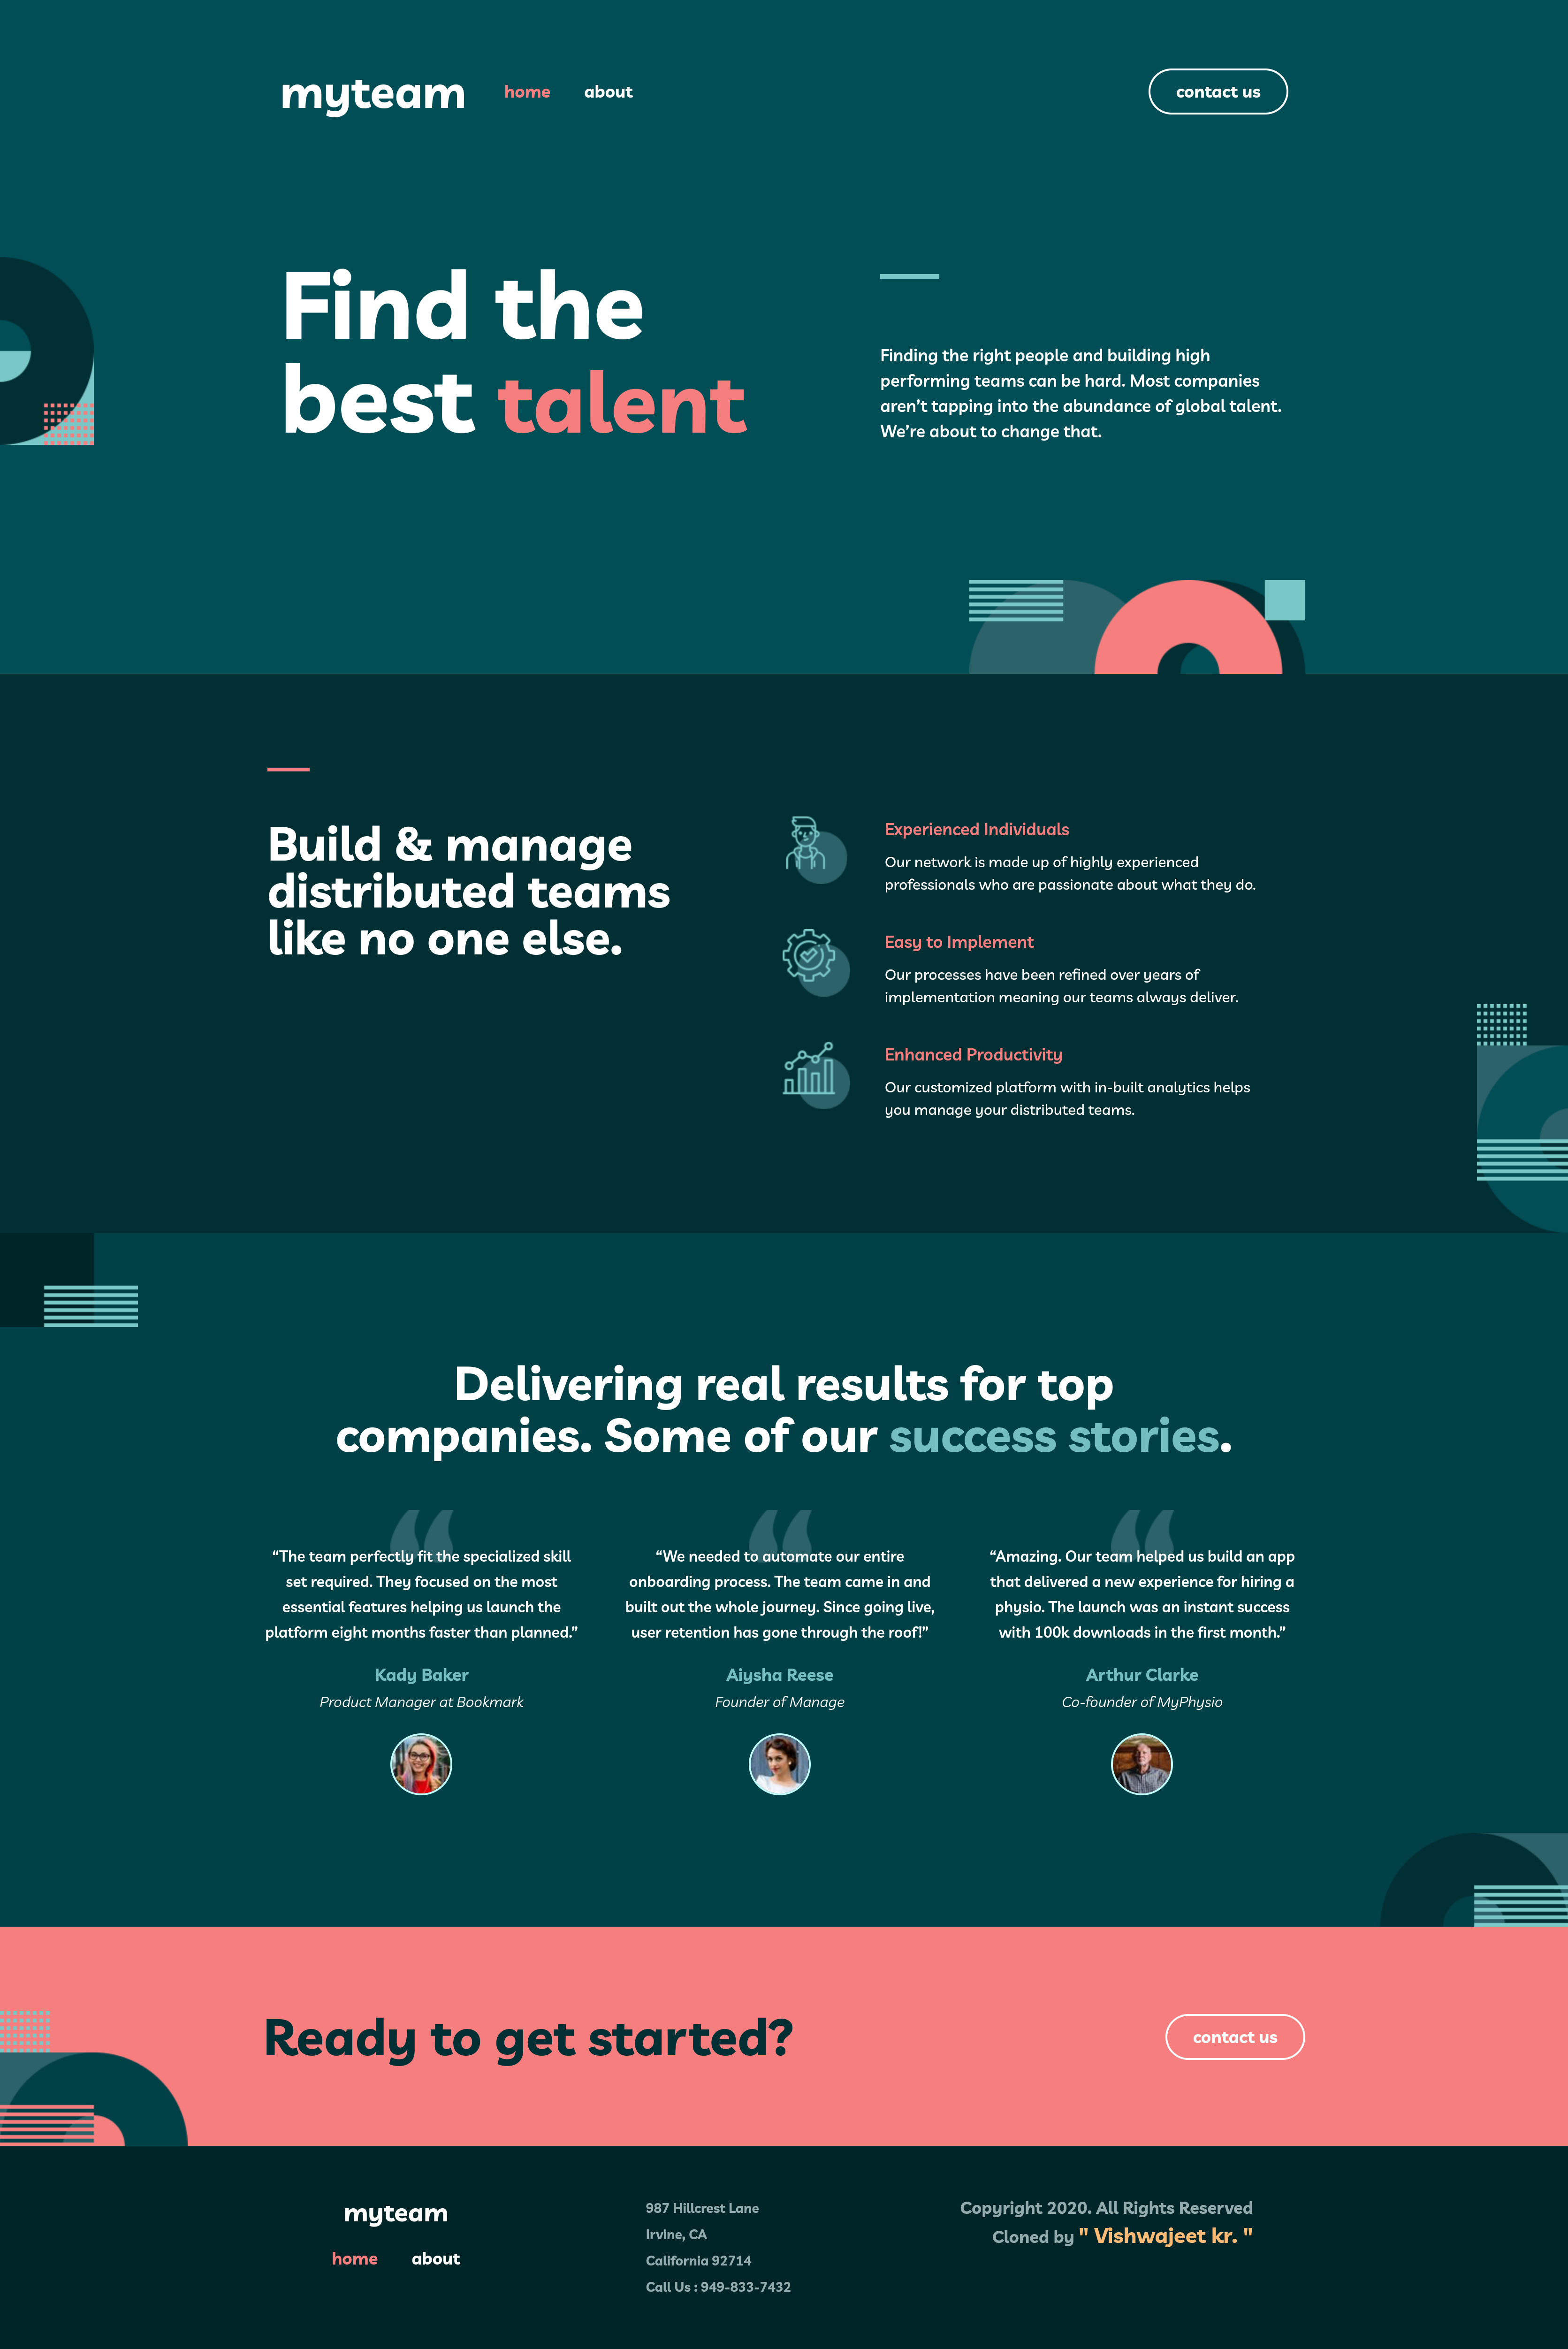 myteam
home about
contact us
Find the
best talent
Finding the right people and building high
performing teams can be hard. Most companies
aren’t tapping into the abundance of global talent.
We’re about to change that.
Build & manage
distributed teams
like no one else.
Experienced Individuals
Our network is made up of highly experienced
professionals who are passionate about what they do.
Easy to Implement
Our processes have been refined over years of
implementation meaning our teams always deliver.
Enhanced Productivity
Our customized platform with in-built analytics helps
you manage your distributed teams.
Delivering real results for top
companies. Some of our success stories.
“The team perfectly fit the specialized skill
set required. They focused on the most
essential features helping us launch the
platform eight months faster than planned.”
Kady Baker
Product Manager at Bookmark
“We needed to automate our entire
onboarding process. The team came in and
built out the whole journey. Since going live,
user retention has gone through the roof!”
Aiysha Reese
Founder of Manage
“Amazing. Our team helped us build an app
that delivered a new experience for hiring a
physio. The launch was an instant success
with 100k downloads in the first month.”
Arthur Clarke
Co-founder of MyPhysio
Ready to get started?
contact us
myteam
home about
987 Hillcrest Lane
Irvine, CA
California 92714
Call Us : 949-833-7432
Copyright 2020. All Rights Reserved
Cloned by " Vishwajeet kr. "